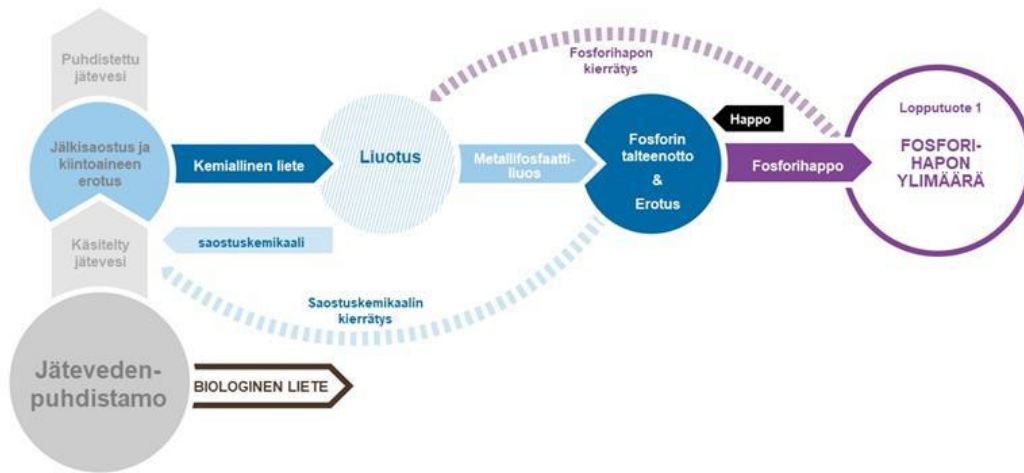 Puhdistettu
jätevesi
Jälkisaostus ja
kiintoaineen
erotus
Käsitelty
jätevesi
Jäteveden-
puhdistamo
BIOLOGINEN LIETE
Kemiallinen liete
saostuskemikaali
Liuotus
Saostuskemikaalin
kierrätys
Metallifosfaatti-
liuos
Fosforihapon
kierrätys
Fosforin
talteenotto
&
Erotus
Happo
Fosforihappo
Lopputuote 1
FOSFORI-
HAPON
YLIMÄÄRÄ